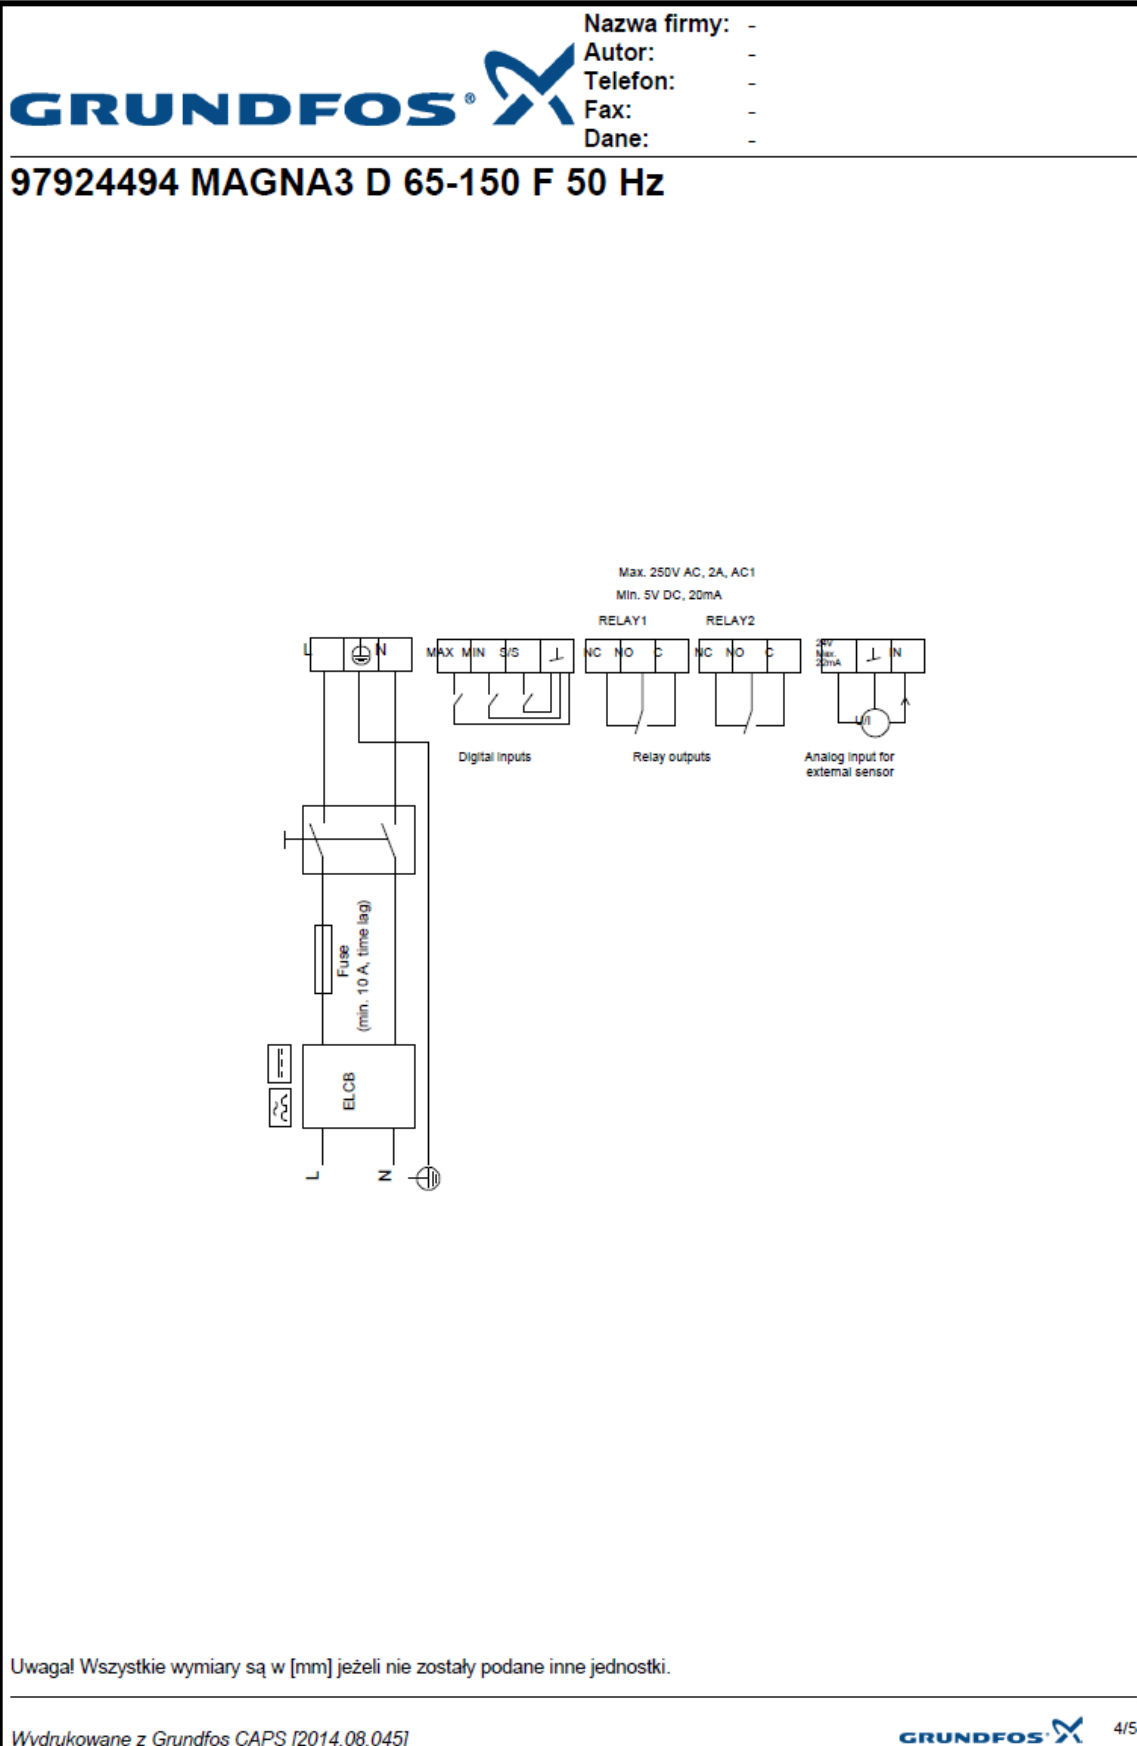 GRUNDFOS®
Nazwa firmy: -
Autor: -
Telefon: -
Fax: -
Dane: -
97924494 MAGNA3 D 65-150 F 50 Hz
Max. 250V AC, 2A, AC1
Min. 5V DC, 20mA
RELAY1 RELAY2
L N MAX MIN S/S NC NO C NC NO C 24V Max. 22mA IN
U/I
Digital inputs Relay outputs Analog input for
external sensor
Fuse
(min. 10 A, time lag)
ELCB
L N
Uwaga! Wszystkie wymiary są w [mm] jeżeli nie zostały podane inne jednostki.
Wydrukowane z Grundfos CAPS [2014.08.045]
GRUNDFOS 4/5